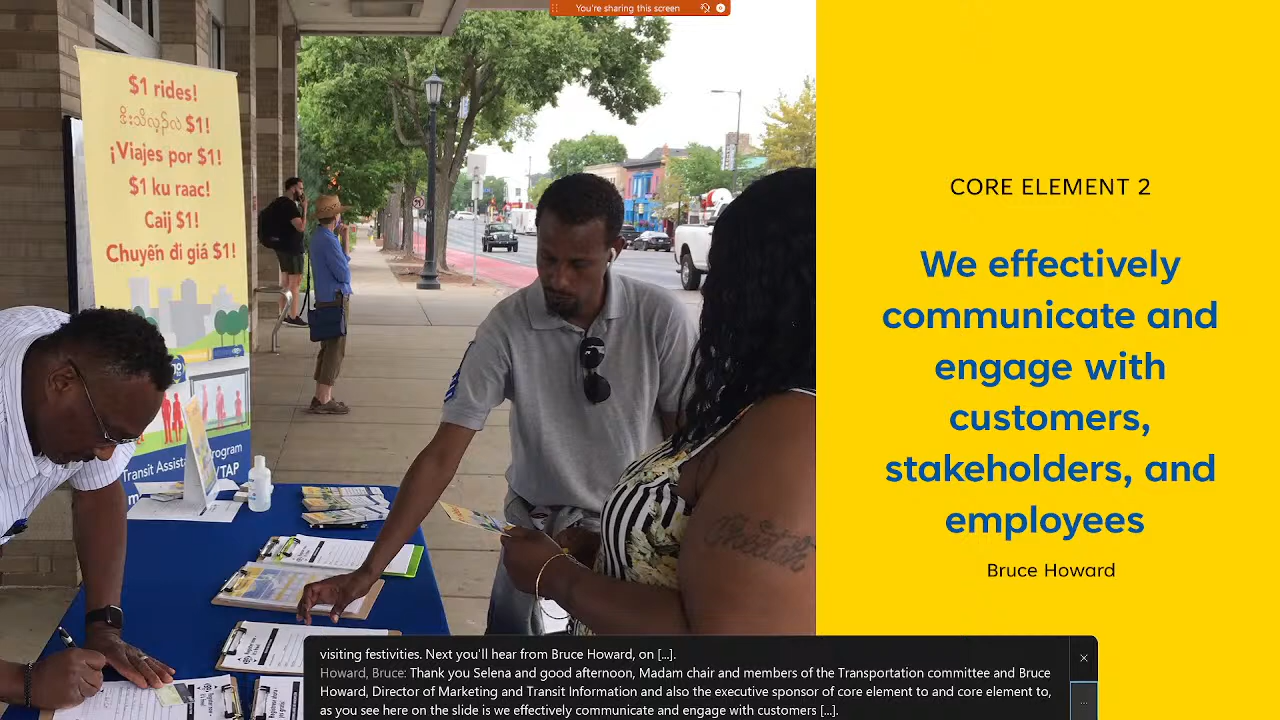 You're sharing this screen
$1 rides!
$1!
¡Viajes por $1!
$1 ku raac!
Caij $1!
Chuyến đi giá $1!
Transit Assistance Program
TAP
CORE ELEMENT 2
We effectively
communicate and
engage with
customers,
stakeholders, and
employees
Bruce Howard
visiting festivities. Next you'll hear from Bruce Howard, on [...].
Howard, Bruce: Thank you Selena and good afternoon, Madam chair and members of the Transportation committee and Bruce
Howard, Director of Marketing and Transit Information and also the executive sponsor of core element to and core element to,
as you see here on the slide is we effectively communicate and engage with customers [...].